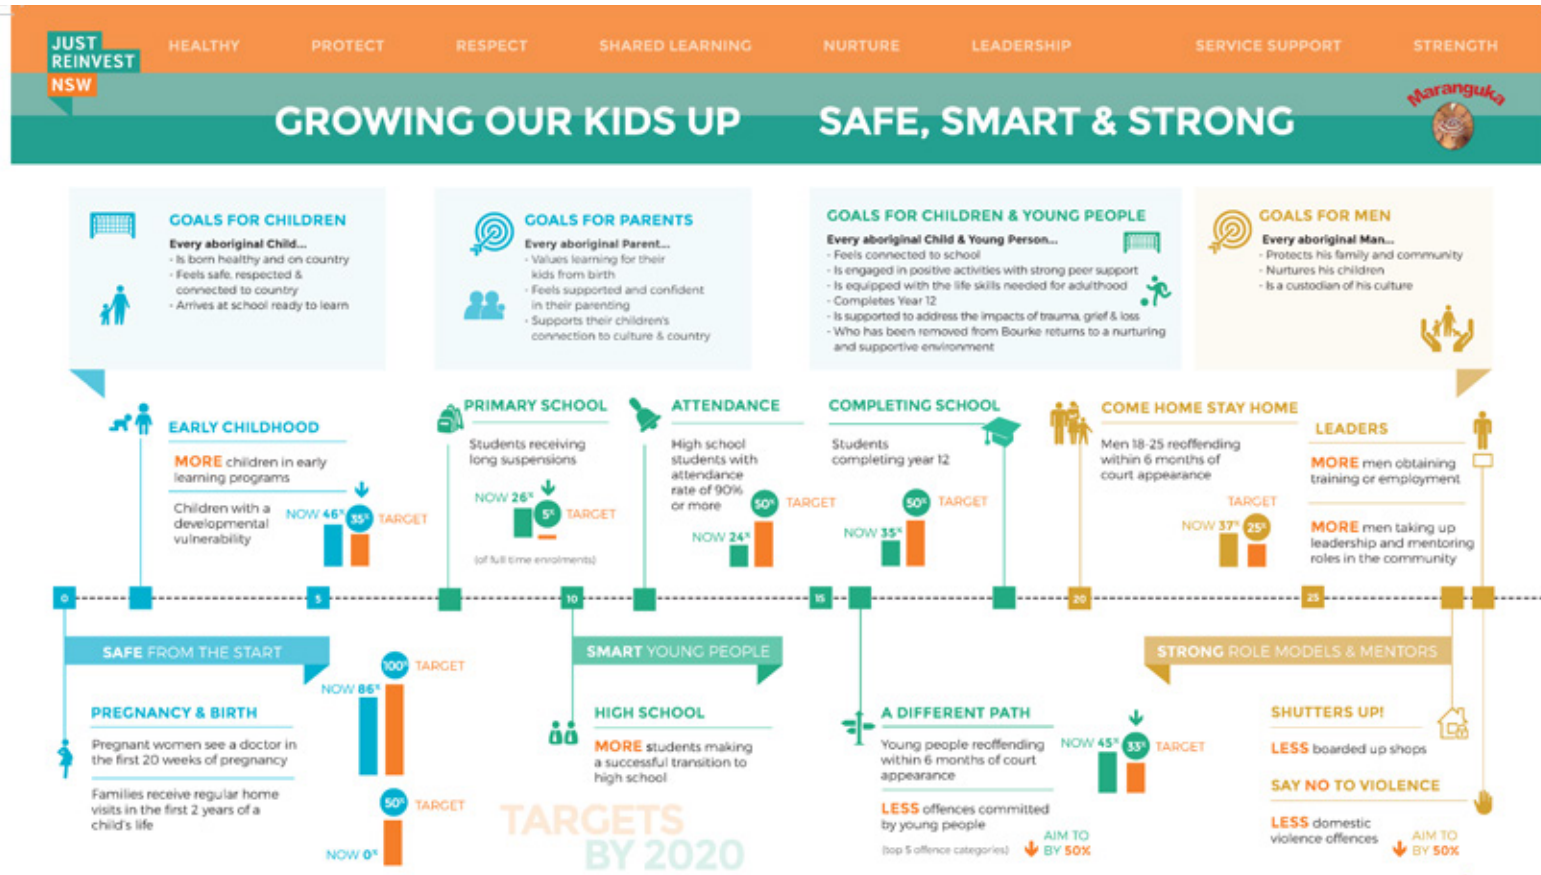 JUST
REINVEST
NSW
HEALTHY PROTECT RESPECT SHARED LEARNING NURTURE LEADERSHIP SERVICE SUPPORT STRENGTH
GROWING OUR KIDS UP SAFE, SMART & STRONG
Maranguka
GOALS FOR CHILDREN
Every aboriginal Child...
- Is born healthy and on country
- Feels safe, respected &
connected to country
- Arrives at school ready to learn
GOALS FOR PARENTS
Every aboriginal Parent...
- Values learning for their
kids from birth
- Feels supported and confident
in their parenting
- Supports their children's
connection to culture & country
GOALS FOR CHILDREN & YOUNG PEOPLE
Every aboriginal Child & Young Person...
- Feels connected to school
- Is engaged in positive activities with strong peer support
- Is equipped with the life skills needed for adulthood
- Completes Year 12
- Is supported to address the impacts of trauma, grief & loss
- Who has been removed from Bourke returns to a nurturing
and supportive environment
GOALS FOR MEN
Every aboriginal Man...
- Protects his family and community
- Nurtures his children
- Is a custodian of his culture
EARLY CHILDHOOD
MORE children in early
learning programs
Children with a
developmental
vulnerability
NOW 46% 35% TARGET
PRIMARY SCHOOL
Students receiving
long suspensions
NOW 26% 5% TARGET
(of full time enrolments)
ATTENDANCE
High school
students with
attendance
rate of 90%
or more
50% TARGET
NOW 24%
COMPLETING SCHOOL
Students
completing year 12
50% TARGET
NOW 35%
COME HOME STAY HOME
Men 18-25 reoffending
within 6 months of
court appearance
TARGET
NOW 37% 25%
LEADERS
MORE men obtaining
training or employment
MORE men taking up
leadership and mentoring
roles in the community
0 5 10 15 20 25
SAFE FROM THE START
100% TARGET
NOW 86%
PREGNANCY & BIRTH
Pregnant women see a doctor in
the first 20 weeks of pregnancy
Families receive regular home
visits in the first 2 years of a
child's life
50% TARGET
NOW 0%
SMART YOUNG PEOPLE
HIGH SCHOOL
MORE students making
a successful transition to
high school
TARGETS
BY 2020
A DIFFERENT PATH
Young people reoffending
within 6 months of court
appearance
NOW 45% 33% TARGET
LESS offences committed
by young people
(top 5 offence categories)
AIM TO
BY 50%
STRONG ROLE MODELS & MENTORS
SHUTTERS UP!
LESS boarded up shops
SAY NO TO VIOLENCE
LESS domestic
violence offences
AIM TO
BY 50%